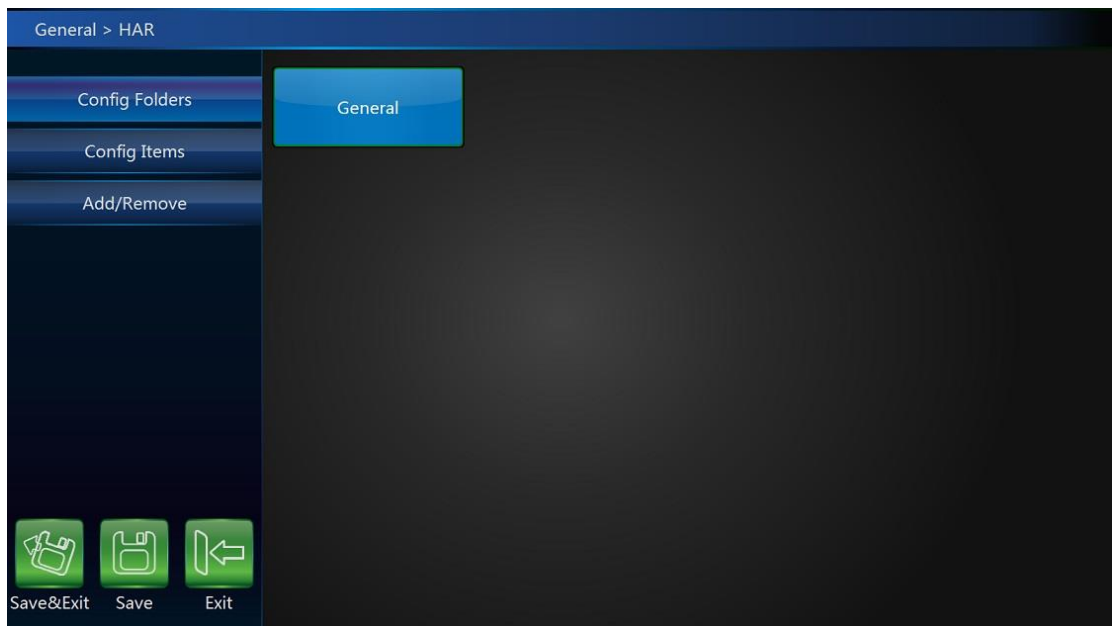 General > HAR
Config Folders
General
Config Items
Add/Remove
Save&Exit
Save
Exit